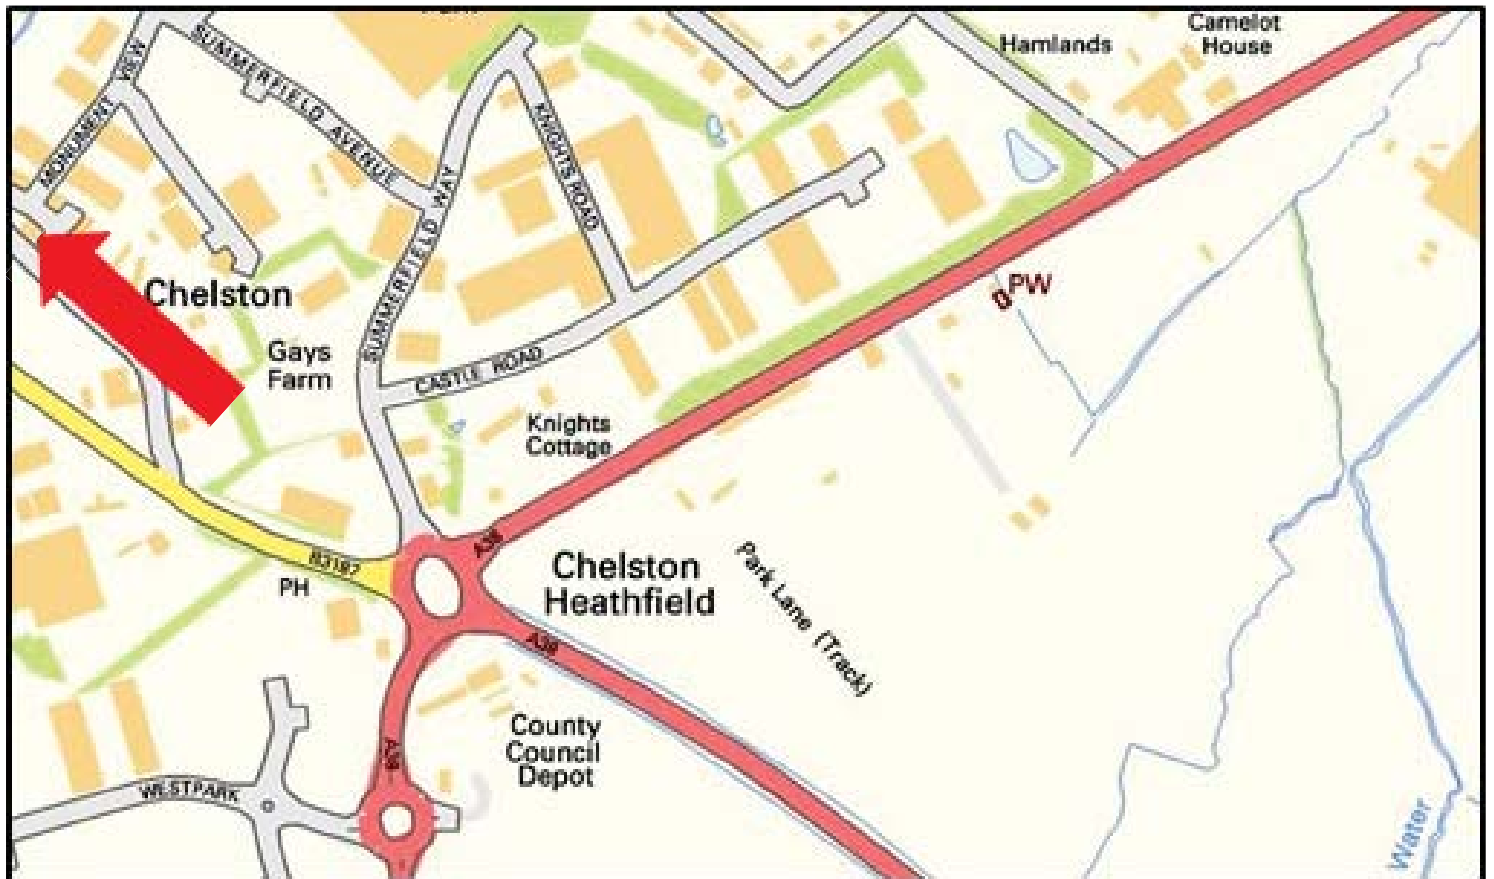 Camelot
House
Hamlands
SUMMERFIELD AVENUE
VIEW
MONUMENT
KNIGHTS ROAD
SUMMERFIELD WAY
PW
Chelston
Gays
Farm
CASTLE ROAD
Knights
Cottage
A38
B3187
PH
Chelston
Heathfield
Park Lane (Track)
A38
County
Council
Depot
A38
WESTPARK
Water